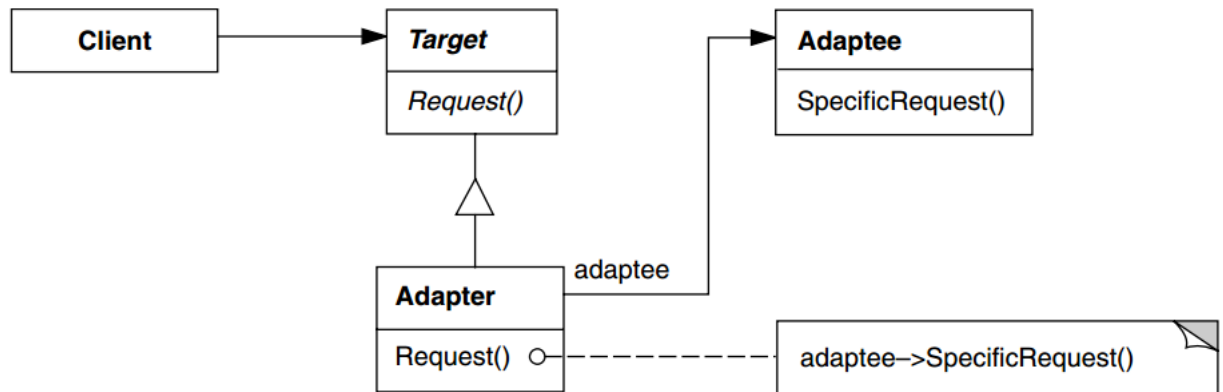 Client
Target
Request()
Adaptee
SpecificRequest()
adaptee
Adapter
Request()
adaptee–>SpecificRequest()